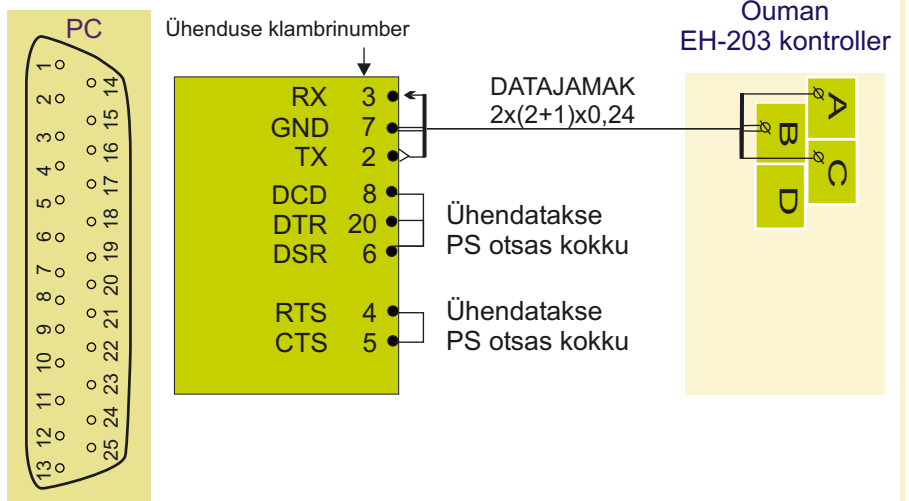 PC
1
2
3
4
5
6
7
8
9
10
11
12
13
14
15
16
17
18
19
20
21
22
23
24
25
Ühenduse klambrinumber
RX 3
GND 7
TX 2
DCD 8
DTR 20
DSR 6
RTS 4
CTS 5
Ühendatakse
PS otsas kokku
Ühendatakse
PS otsas kokku
DATAJAMAK
2x(2+1)x0,24
Ouman
EH-203 kontroller
A
B
C
D